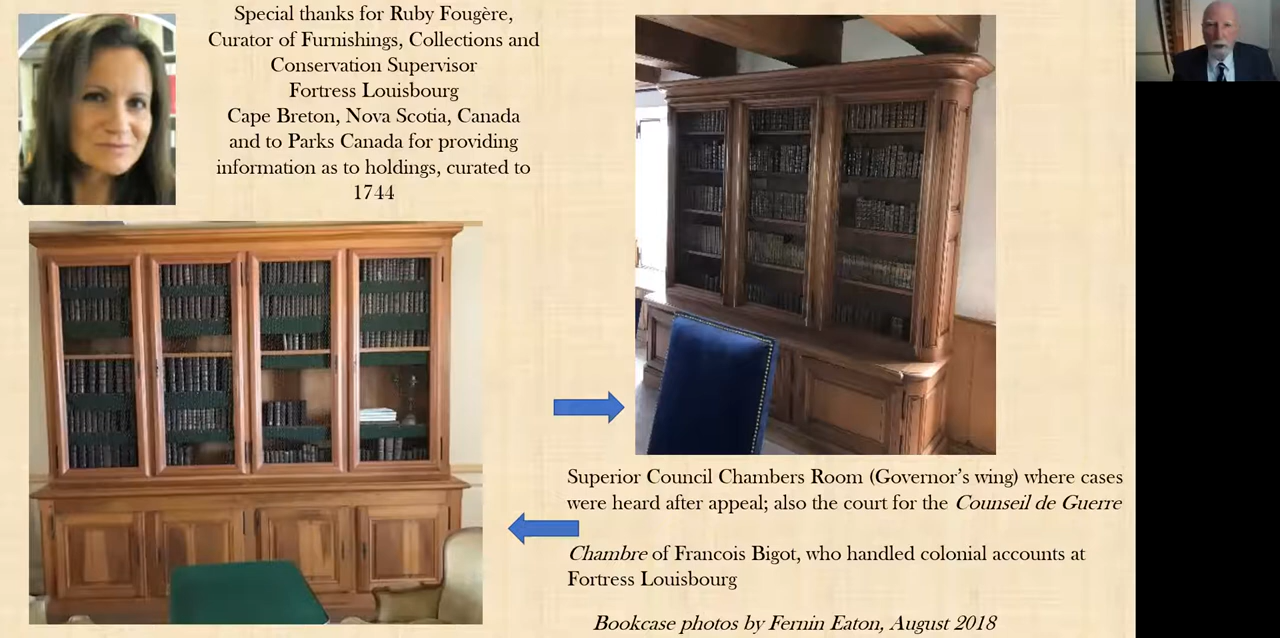 Special thanks for Ruby Fougère,
Curator of Furnishings, Collections and
Conservation Supervisor
Fortress Louisbourg
Cape Breton, Nova Scotia, Canada
and to Parks Canada for providing
information as to holdings, curated to
1744
Superior Council Chambers Room (Governor’s wing) where cases
were heard after appeal; also the court for the Counseil de Guerre
Chambre of Francois Bigot, who handled colonial accounts at
Fortress Louisbourg
Bookcase photos by Fernin Eaton, August 2018